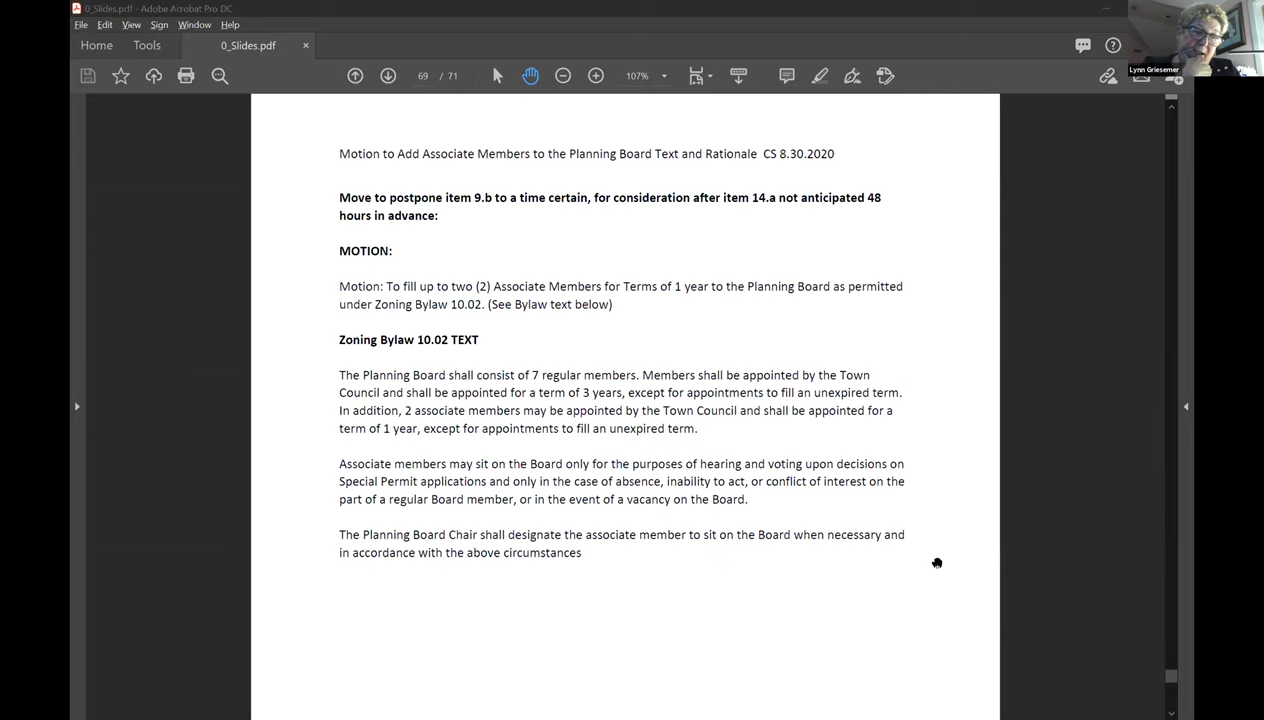 0_Slides.pdf - Adobe Acrobat Pro DC
File Edit View Sign Window Help
Home Tools 0_Slides.pdf ×
69 / 71 107%
Lynn Griesemer
Motion to Add Associate Members to the Planning Board Text and Rationale CS 8.30.2020
Move to postpone item 9.b to a time certain, for consideration after item 14.a not anticipated 48
hours in advance:
MOTION:
Motion: To fill up to two (2) Associate Members for Terms of 1 year to the Planning Board as permitted
under Zoning Bylaw 10.02. (See Bylaw text below)
Zoning Bylaw 10.02 TEXT
The Planning Board shall consist of 7 regular members. Members shall be appointed by the Town
Council and shall be appointed for a term of 3 years, except for appointments to fill an unexpired term.
In addition, 2 associate members may be appointed by the Town Council and shall be appointed for a
term of 1 year, except for appointments to fill an unexpired term.
Associate members may sit on the Board only for the purposes of hearing and voting upon decisions on
Special Permit applications and only in the case of absence, inability to act, or conflict of interest on the
part of a regular Board member, or in the event of a vacancy on the Board.
The Planning Board Chair shall designate the associate member to sit on the Board when necessary and
in accordance with the above circumstances